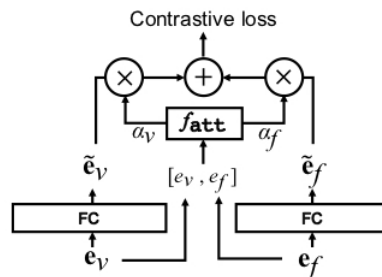 Contrastive loss
× + ×
α_v f_att α_f
ẽ_v [e_v , e_f] ẽ_f
FC FC
e_v e_f